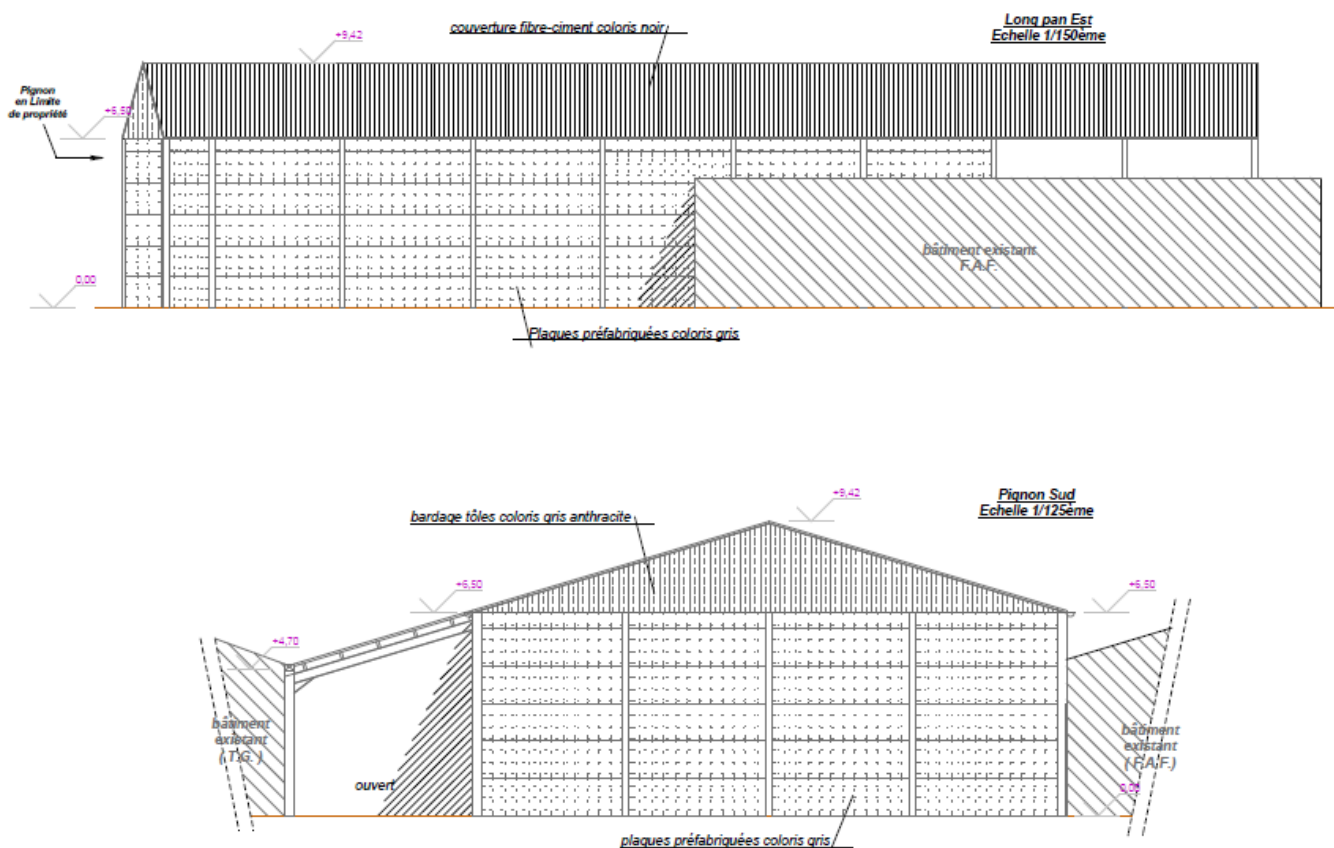 couverture fibre-ciment coloris noir
Long pan Est
Echelle 1/150ème
+9,42
Pignon
en Limite
de propriété
+6,50
0,00
bâtiment existant
F.A.F.
Plaques préfabriquées coloris gris
Pignon Sud
Echelle 1/125ème
+9,42
bardage tôles coloris gris anthracite
+6,50
+6,50
+4,70
bâtiment
existant
( T.G. )
bâtiment
existant
( F.A.F.)
ouvert
0,00
plaques préfabriquées coloris gris